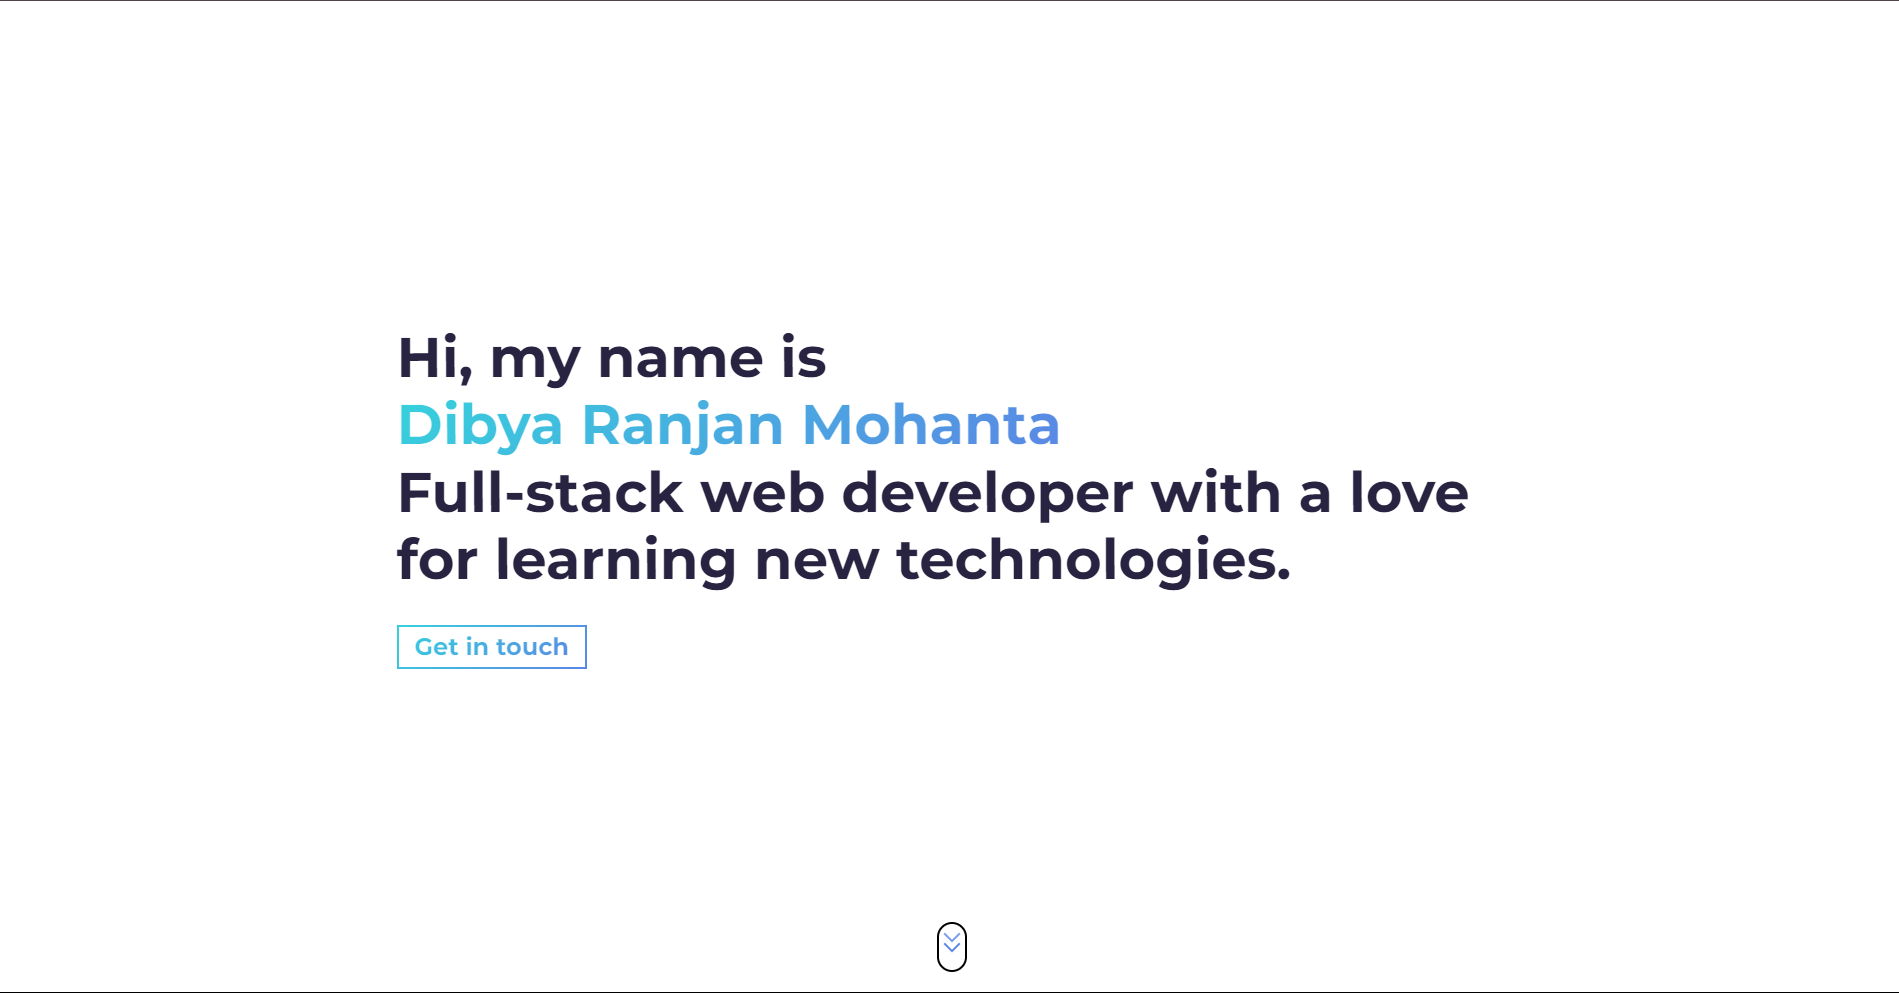 Hi, my name is
Dibya Ranjan Mohanta
Full-stack web developer with a love
for learning new technologies.
Get in touch